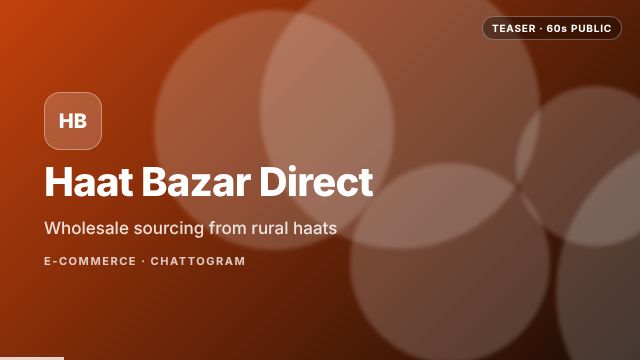 TEASER · 60s PUBLIC
HB
Haat Bazar Direct
Wholesale sourcing from rural haats
E-COMMERCE · CHATTOGRAM